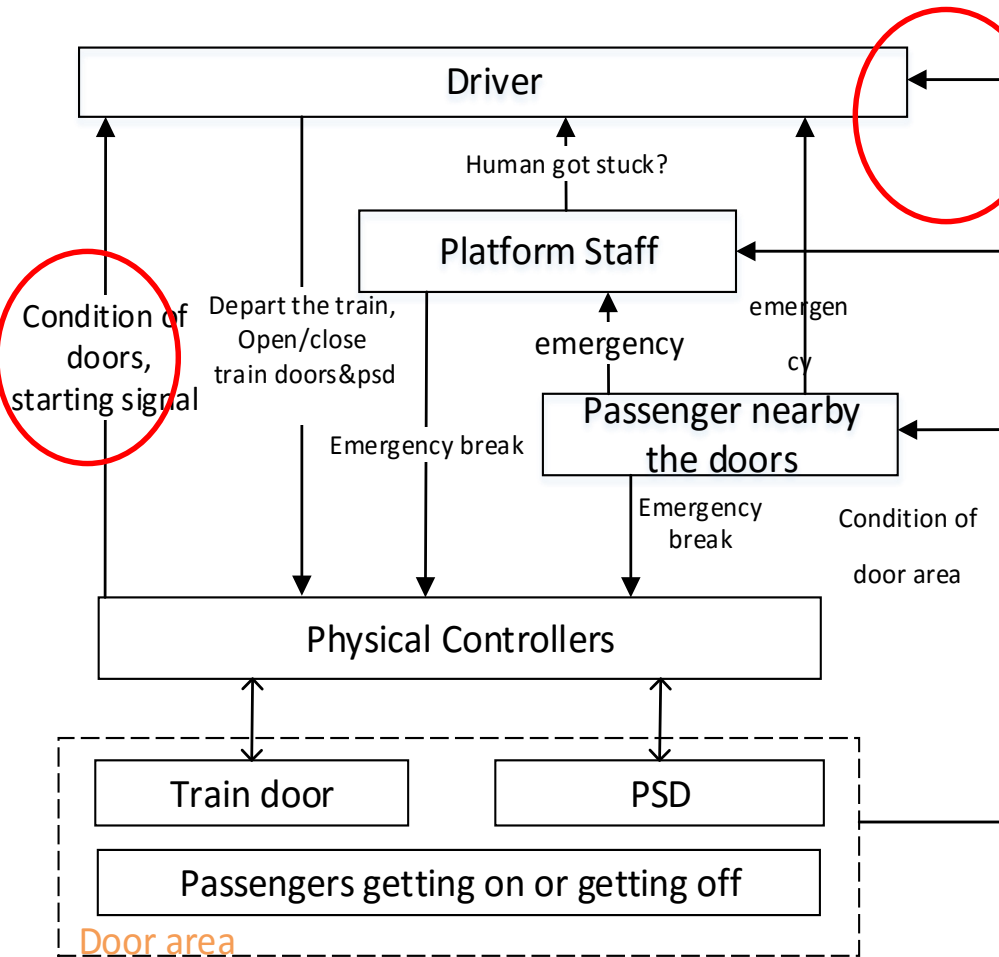 Driver
Human got stuck?
Platform Staff
Condition of
doors,
starting signal
Depart the train,
Open/close
train doors&psd
emergen
cy
emergency
Passenger nearby
the doors
Emergency break
Emergency
break
Condition of
door area
Physical Controllers
Train door
PSD
Passengers getting on or getting off
Door area